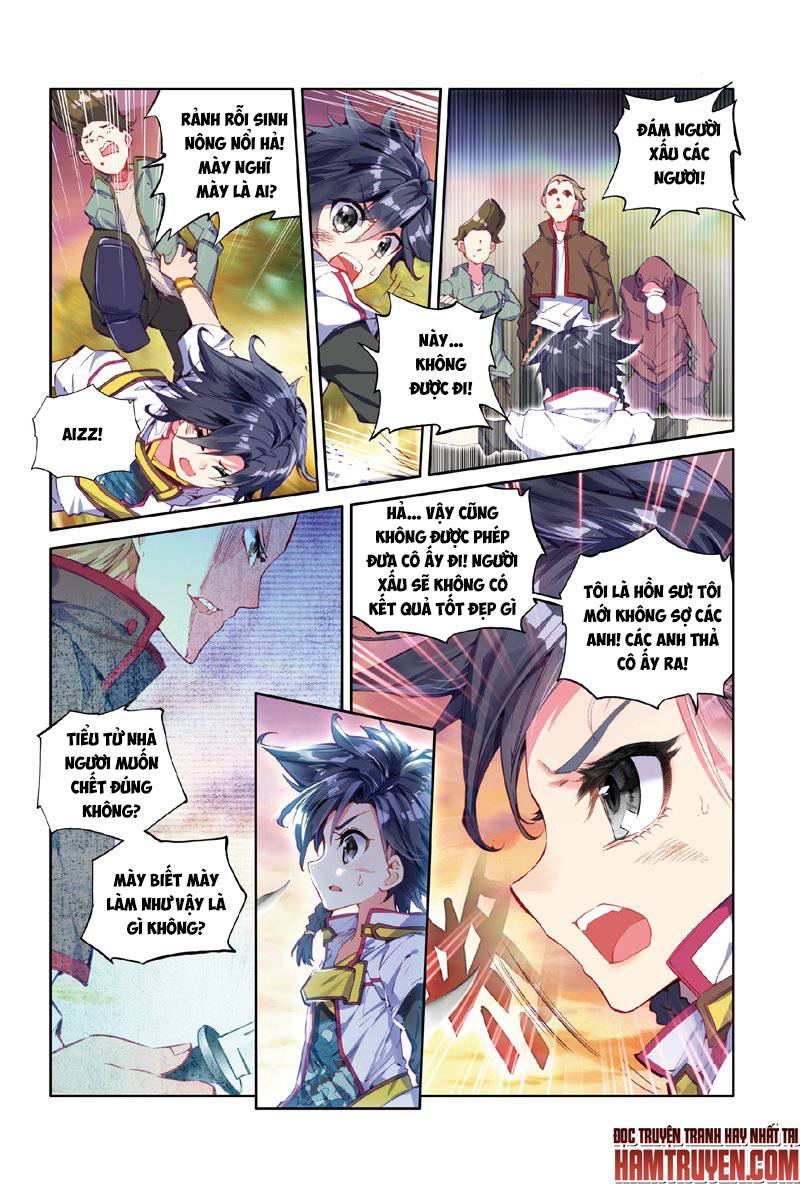 RẢNH RỖI SINH
NÔNG NỔI HẢ!
MÀY NGHĨ
MÀY LÀ AI?
AIZZ!
NÀY...
KHÔNG
ĐƯỢC ĐI!
ĐÁM NGƯỜI
XẤU CÁC
NGƯƠI!
HẢ... VẬY CŨNG
KHÔNG ĐƯỢC PHÉP
ĐƯA CÔ ẤY ĐI! NGƯỜI
XẤU SẼ KHÔNG CÓ
KẾT QUẢ TỐT ĐẸP GÌ
TÔI LÀ HỒN SƯ! TÔI
MỚI KHÔNG SỢ CÁC
ANH! CÁC ANH THẢ
CÔ ẤY RA!
TIỂU TỬ NHÀ
NGƯƠI MUỐN
CHẾT ĐÚNG
KHÔNG?
MÀY BIẾT MÀY
LÀM NHƯ VẬY LÀ
GÌ KHÔNG?
ĐỌC TRUYỆN TRANH HAY NHẤT TẠI
HAMTRUYEN.COM